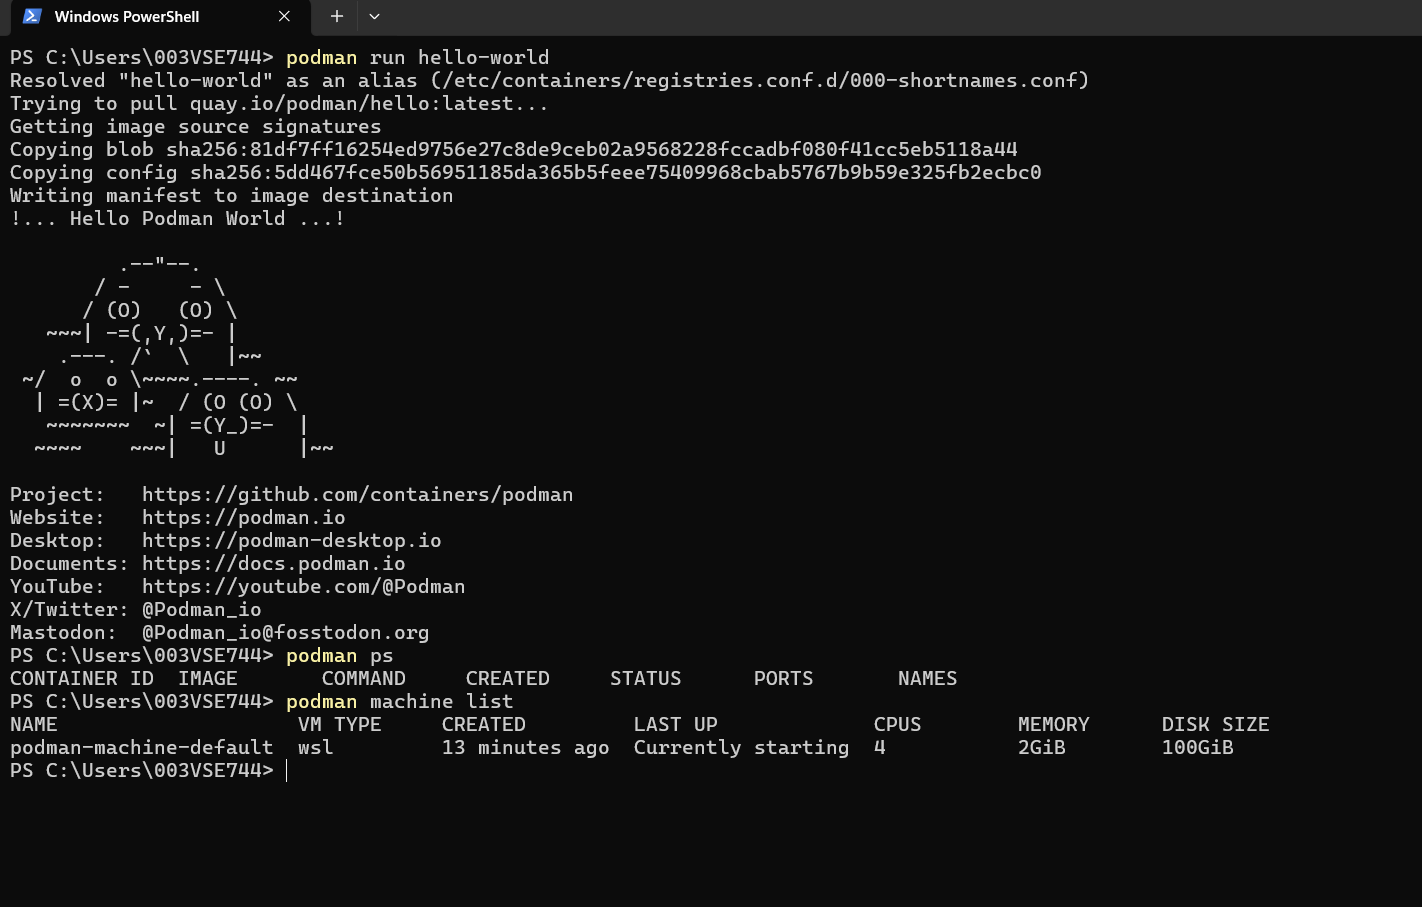 Windows PowerShell
PS C:\Users\003VSE744> podman run hello-world
Resolved "hello-world" as an alias (/etc/containers/registries.conf.d/000-shortnames.conf)
Trying to pull quay.io/podman/hello:latest...
Getting image source signatures
Copying blob sha256:81df7ff16254ed9756e27c8de9ceb02a9568228fccadbf080f41cc5eb5118a44
Copying config sha256:5dd467fce50b56951185da365b5feee75409968cbab5767b9b59e325fb2ecbc0
Writing manifest to image destination
!... Hello Podman World ...!

         .--"--.
       / -     - \
      / (O)   (O) \
   ~~~| -=(,Y,)=- |
    .---. /`  \   |~~
 ~/  o  o \~~~~.----. ~~
  | =(X)= |~  / (O (O) \
   ~~~~~~~  ~| =(Y_)=-  |
  ~~~~    ~~~|   U      |~~

Project:   https://github.com/containers/podman
Website:   https://podman.io
Desktop:   https://podman-desktop.io
Documents: https://docs.podman.io
YouTube:   https://youtube.com/@Podman
X/Twitter: @Podman_io
Mastodon:  @Podman_io@fosstodon.org
PS C:\Users\003VSE744> podman ps
CONTAINER ID  IMAGE       COMMAND     CREATED     STATUS      PORTS       NAMES
PS C:\Users\003VSE744> podman machine list
NAME                    VM TYPE     CREATED         LAST UP             CPUS        MEMORY      DISK SIZE
podman-machine-default  wsl         13 minutes ago  Currently starting  4           2GiB        100GiB
PS C:\Users\003VSE744>